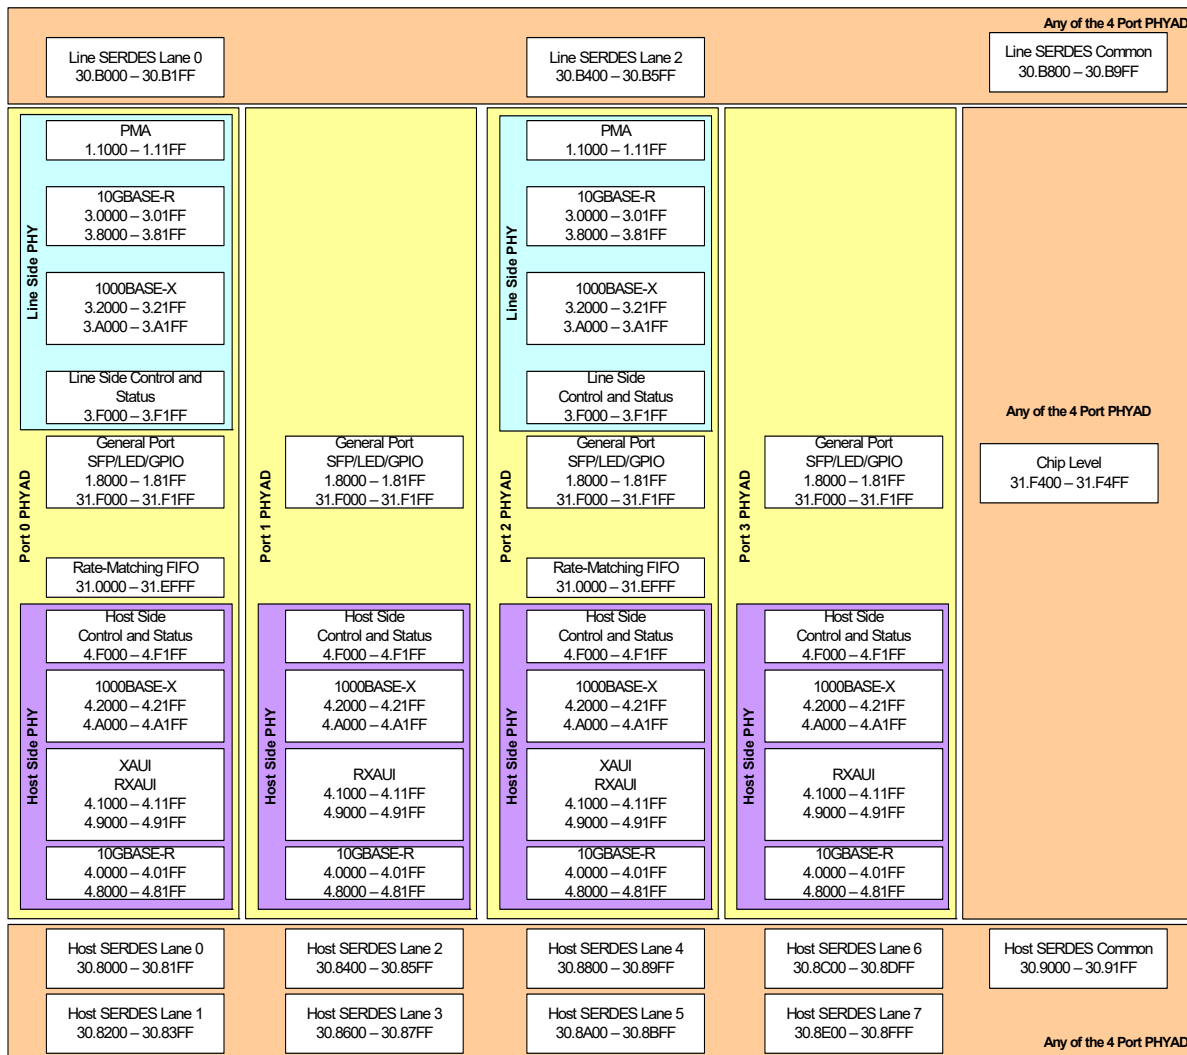 Any of the 4 Port PHYAD
Line SERDES Lane 0
30.B000 – 30.B1FF
Line SERDES Lane 2
30.B400 – 30.B5FF
Line SERDES Common
30.B800 – 30.B9FF
Port 0 PHYAD
Line Side PHY
PMA
1.1000 – 1.11FF
10GBASE-R
3.0000 – 3.01FF
3.8000 – 3.81FF
1000BASE-X
3.2000 – 3.21FF
3.A000 – 3.A1FF
Line Side Control and
Status
3.F000 – 3.F1FF
General Port
SFP/LED/GPIO
1.8000 – 1.81FF
31.F000 – 31.F1FF
Rate-Matching FIFO
31.0000 – 31.EFFF
Host Side PHY
Host Side
Control and Status
4.F000 – 4.F1FF
1000BASE-X
4.2000 – 4.21FF
4.A000 – 4.A1FF
XAUI
RXAUI
4.1000 – 4.11FF
4.9000 – 4.91FF
10GBASE-R
4.0000 – 4.01FF
4.8000 – 4.81FF
Port 1 PHYAD
General Port
SFP/LED/GPIO
1.8000 – 1.81FF
31.F000 – 31.F1FF
Host Side PHY
Host Side
Control and Status
4.F000 – 4.F1FF
1000BASE-X
4.2000 – 4.21FF
4.A000 – 4.A1FF
RXAUI
4.1000 – 4.11FF
4.9000 – 4.91FF
10GBASE-R
4.0000 – 4.01FF
4.8000 – 4.81FF
Port 2 PHYAD
Line Side PHY
PMA
1.1000 – 1.11FF
10GBASE-R
3.0000 – 3.01FF
3.8000 – 3.81FF
1000BASE-X
3.2000 – 3.21FF
3.A000 – 3.A1FF
Line Side
Control and Status
3.F000 – 3.F1FF
General Port
SFP/LED/GPIO
1.8000 – 1.81FF
31.F000 – 31.F1FF
Rate-Matching FIFO
31.0000 – 31.EFFF
Host Side PHY
Host Side
Control and Status
4.F000 – 4.F1FF
1000BASE-X
4.2000 – 4.21FF
4.A000 – 4.A1FF
XAUI
RXAUI
4.1000 – 4.11FF
4.9000 – 4.91FF
10GBASE-R
4.0000 – 4.01FF
4.8000 – 4.81FF
Port 3 PHYAD
General Port
SFP/LED/GPIO
1.8000 – 1.81FF
31.F000 – 31.F1FF
Host Side PHY
Host Side
Control and Status
4.F000 – 4.F1FF
1000BASE-X
4.2000 – 4.21FF
4.A000 – 4.A1FF
RXAUI
4.1000 – 4.11FF
4.9000 – 4.91FF
10GBASE-R
4.0000 – 4.01FF
4.8000 – 4.81FF
Any of the 4 Port PHYAD
Chip Level
31.F400 – 31.F4FF
Host SERDES Lane 0
30.8000 – 30.81FF
Host SERDES Lane 2
30.8400 – 30.85FF
Host SERDES Lane 4
30.8800 – 30.89FF
Host SERDES Lane 6
30.8C00 – 30.8DFF
Host SERDES Common
30.9000 – 30.91FF
Host SERDES Lane 1
30.8200 – 30.83FF
Host SERDES Lane 3
30.8600 – 30.87FF
Host SERDES Lane 5
30.8A00 – 30.8BFF
Host SERDES Lane 7
30.8E00 – 30.8FFF
Any of the 4 Port PHYAD